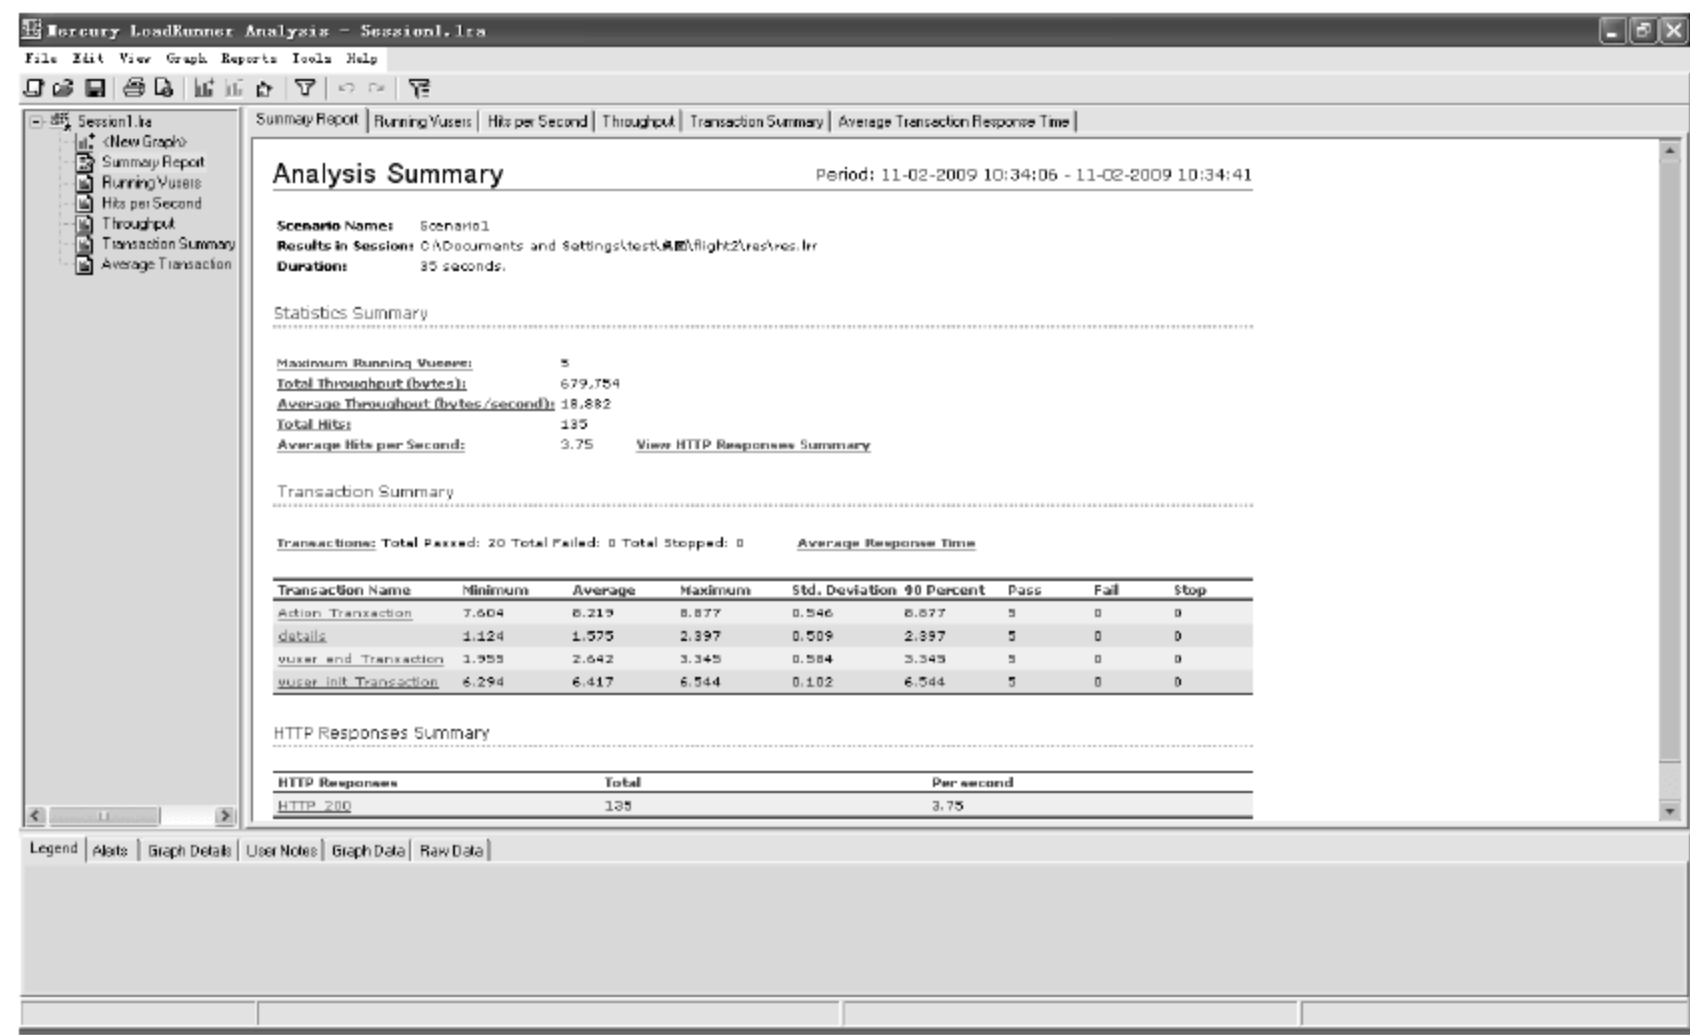 Mercury LoadRunner Analysis - Session1.lra
File Edit View Graph Reports Tools Help
Session1.lra
<New Graph>
Summary Report
Running Vusers
Hits per Second
Throughput
Transaction Summary
Average Transaction
Summary Report Running Vusers Hits per Second Throughput Transaction Summary Average Transaction Response Time
Analysis Summary Period: 11-02-2009 10:34:06 - 11-02-2009 10:34:41
Scenario Name: Scenario1
Results in Session: C:\Documents and Settings\test\桌面\flight2\res\res.lrr
Duration: 35 seconds.
Statistics Summary
Maximum Running Vusers: 5
Total Throughput (bytes): 679,754
Average Throughput (bytes/second): 18,882
Total Hits: 135
Average Hits per Second: 3.75 View HTTP Responses Summary
Transaction Summary
Transactions: Total Passed: 20 Total Failed: 0 Total Stopped: 0 Average Response Time
Transaction Name Minimum Average Maximum Std. Deviation 90 Percent Pass Fail Stop
Action_Transaction 7.604 8.219 8.877 0.546 8.877 5 0 0
details 1.124 1.575 2.397 0.509 2.397 5 0 0
vuser_end_Transaction 1.955 2.642 3.345 0.584 3.345 5 0 0
vuser_init_Transaction 6.294 6.417 6.544 0.102 6.544 5 0 0
HTTP Responses Summary
HTTP Responses Total Per second
HTTP_200 135 3.75
Legend Alerts Graph Details User Notes Graph Data Raw Data